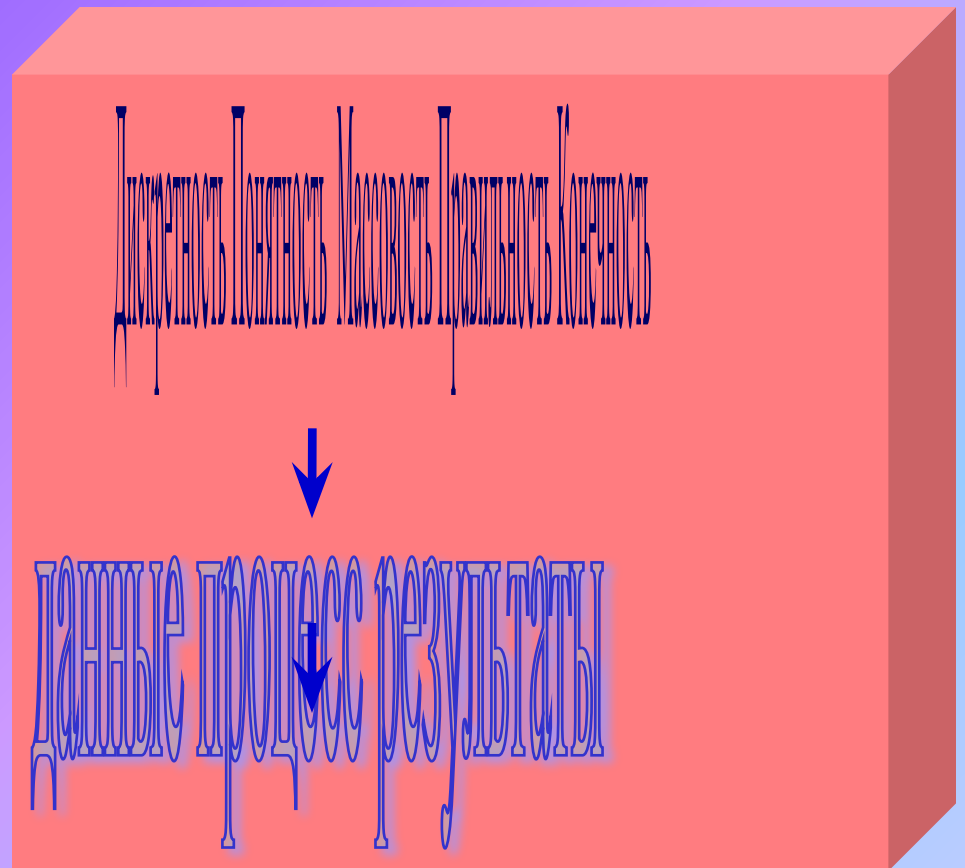 Дискретность Понятность Массовость Правильность Конечность
данные процесс результаты